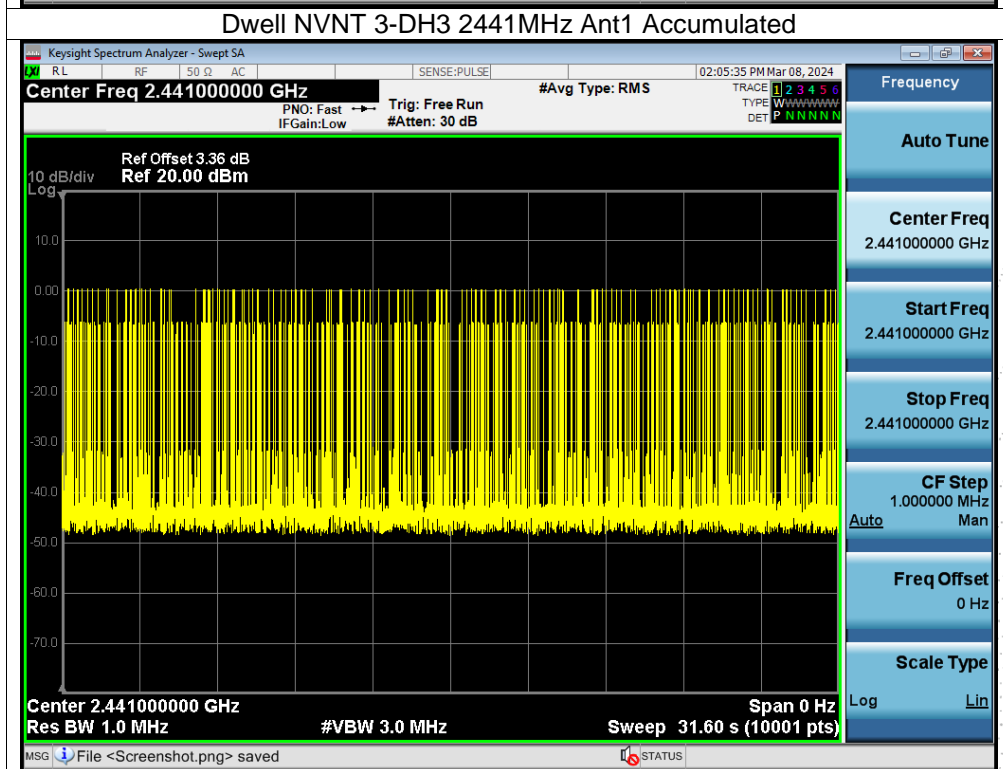 Dwell NVNT 3-DH3 2441MHz Ant1 Accumulated
Keysight Spectrum Analyzer - Swept SA
LXI RL RF 50 Ω AC SENSE:PULSE 02:05:35 PM Mar 08, 2024
Center Freq 2.441000000 GHz #Avg Type: RMS TRACE 1 2 3 4 5 6
PNO: Fast Trig: Free Run TYPE WWWWWW
IFGain:Low #Atten: 30 dB DET P N N N N N
Ref Offset 3.36 dB
10 dB/div Ref 20.00 dBm
Log
10.0
0.00
-10.0
-20.0
-30.0
-40.0
-50.0
-60.0
-70.0
Center 2.441000000 GHz Span 0 Hz
Res BW 1.0 MHz #VBW 3.0 MHz Sweep 31.60 s (10001 pts)
MSG File <Screenshot.png> saved STATUS
Frequency
Auto Tune
Center Freq
2.441000000 GHz
Start Freq
2.441000000 GHz
Stop Freq
2.441000000 GHz
CF Step
1.000000 MHz
Auto Man
Freq Offset
0 Hz
Scale Type
Log Lin